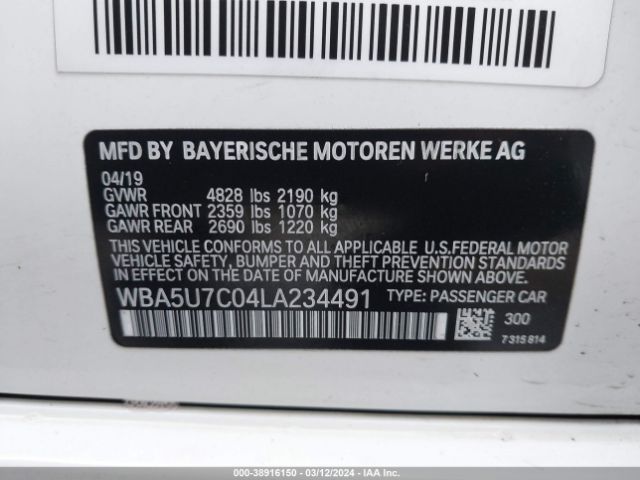 MFD BY BAYERISCHE MOTOREN WERKE AG
04/19
GVWR 4828 lbs 2190 kg
GAWR FRONT 2359 lbs 1070 kg
GAWR REAR 2690 lbs 1220 kg
THIS VEHICLE CONFORMS TO ALL APPLICABLE U.S.FEDERAL MOTOR
VEHICLE SAFETY, BUMPER AND THEFT PREVENTION STANDARDS IN
EFFECT ON THE DATE OF MANUFACTURE SHOWN ABOVE.
WBA5U7C04LA234491 TYPE: PASSENGER CAR
300
7315814
000-38916150 - 03/12/2024 - IAA Inc.